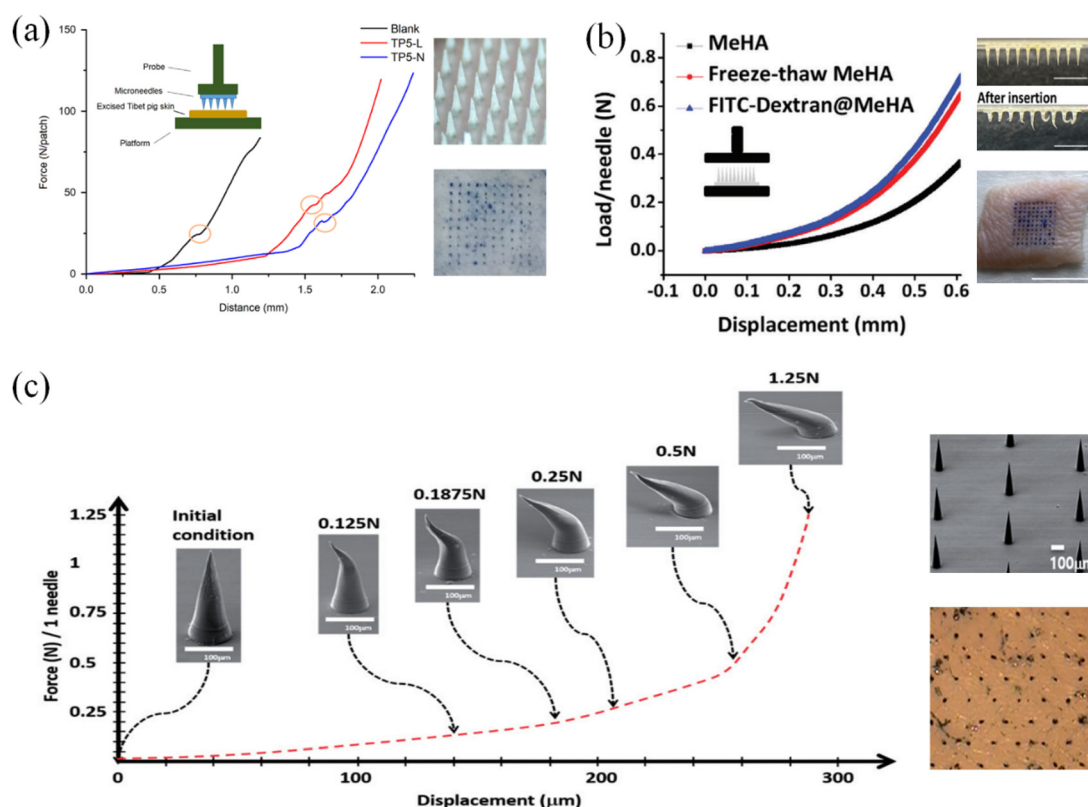 (a)
150
100
50
0
Force (N/patch)
0.0 0.5 1.0 1.5 2.0
Distance (mm)
Blank
TP5-L
TP5-N
Probe
Microneedles
Excised Tibet pig skin
Platform
(b)
0.8
0.6
0.4
0.2
0.0
Load/needle (N)
-0.1 0.0 0.1 0.2 0.3 0.4 0.5 0.6
Displacement (mm)
MeHA
Freeze-thaw MeHA
FITC-Dextran@MeHA
After insertion
(c)
1.25
1
0.75
0.5
0.25
Force (N) / 1 needle
0 100 200 300
Displacement (μm)
Initial
condition
100μm
0.125N
100μm
0.1875N
100μm
0.25N
100μm
0.5N
100μm
1.25N
100μm
100μm